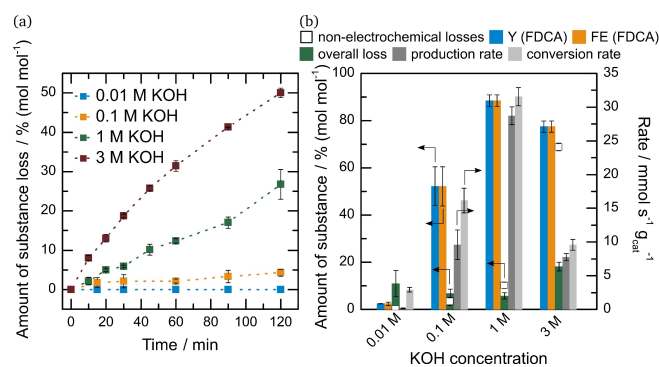 (a)
Amount of substance loss / % (mol mol⁻¹)
50
40
30
20
10
0
0.01 M KOH
0.1 M KOH
1 M KOH
3 M KOH
0 20 40 60 80 100 120
Time / min
(b)
non-electrochemical losses Y (FDCA) FE (FDCA)
overall loss production rate conversion rate
Amount of substance / % (mol mol⁻¹)
100
80
60
40
20
0
35
30
25
20
15
10
5
0
Rate / mmol s⁻¹ g_cat⁻¹
0.01 M 0.1 M 1 M 3 M
KOH concentration